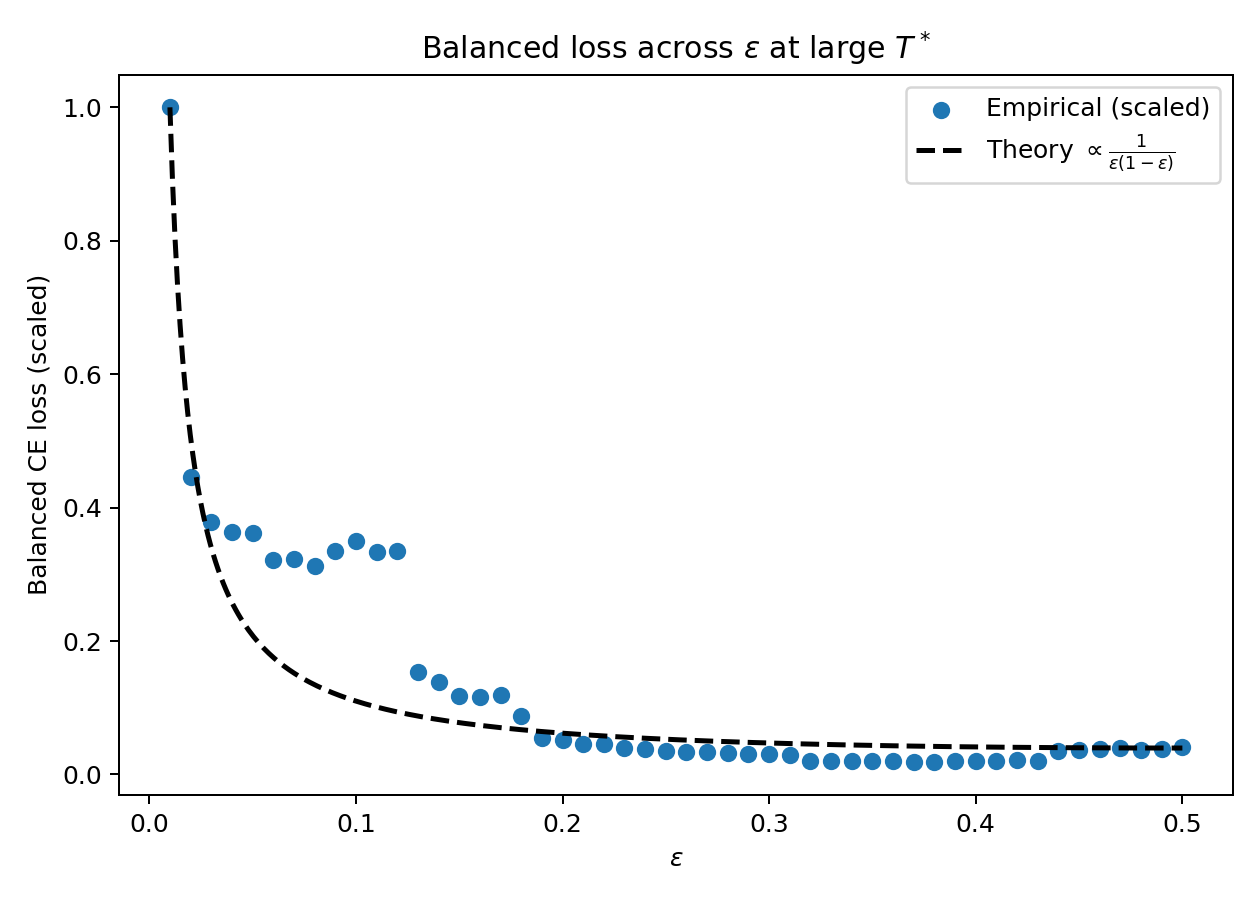 Balanced loss across ε at large T*
Empirical (scaled)
Theory ∝ 1/ε(1 − ε)
Balanced CE loss (scaled)
1.0
0.8
0.6
0.4
0.2
0.0
0.0 0.1 0.2 0.3 0.4 0.5
ε